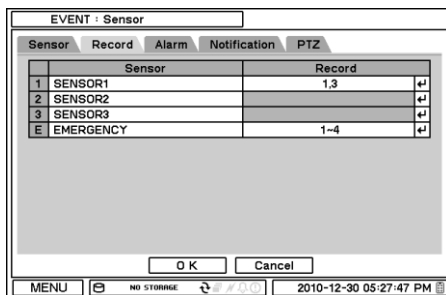 EVENT : Sensor
Sensor Record Alarm Notification PTZ
Sensor Record
1 SENSOR1 1,3
2 SENSOR2
3 SENSOR3
E EMERGENCY 1~4
OK Cancel
MENU NO STORAGE 2010-12-30 05:27:47 PM